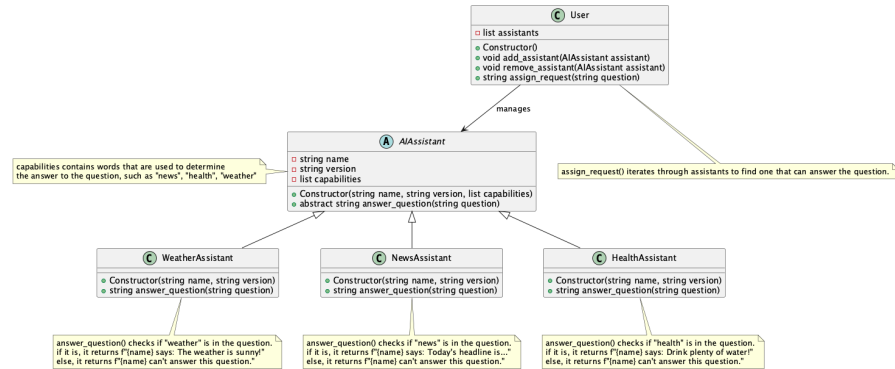 C User
list assistants
Constructor()
void add_assistant(AIAssistant assistant)
void remove_assistant(AIAssistant assistant)
string assign_request(string question)
manages
A AIAssistant
string name
string version
list capabilities
Constructor(string name, string version, list capabilities)
abstract string answer_question(string question)
capabilities contains words that are used to determine
the answer to the question, such as "news", "health", "weather"
assign_request() iterates through assistants to find one that can answer the question.
C WeatherAssistant
Constructor(string name, string version)
string answer_question(string question)
C NewsAssistant
Constructor(string name, string version)
string answer_question(string question)
C HealthAssistant
Constructor(string name, string version)
string answer_question(string question)
answer_question() checks if "weather" is in the question.
if it is, it returns f"{name} says: The weather is sunny!"
else, it returns f"{name} can't answer this question."
answer_question() checks if "news" is in the question.
if it is, it returns f"{name} says: Today's headline is..."
else, it returns f"{name} can't answer this question."
answer_question() checks if "health" is in the question.
if it is, it returns f"{name} says: Drink plenty of water!"
else, it returns f"{name} can't answer this question."